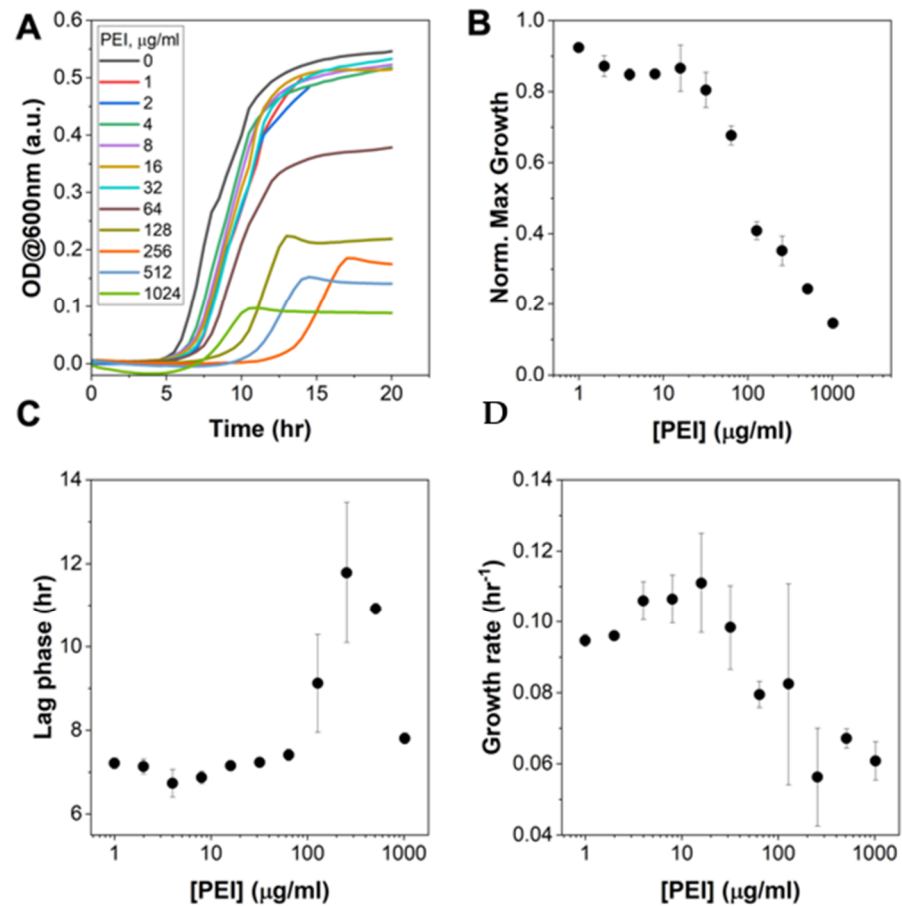 A
PEI, μg/ml
0
1
2
4
8
16
32
64
128
256
512
1024
OD@600nm (a.u.)
0.6
0.5
0.4
0.3
0.2
0.1
0.0
0 5 10 15 20
Time (hr)
B
Norm. Max Growth
1.0
0.8
0.6
0.4
0.2
0.0
1 10 100 1000
[PEI] (μg/ml)
C
Lag phase (hr)
14
12
10
8
6
1 10 100 1000
[PEI] (μg/ml)
D
Growth rate (hr-1)
0.14
0.12
0.10
0.08
0.06
0.04
1 10 100 1000
[PEI] (μg/ml)